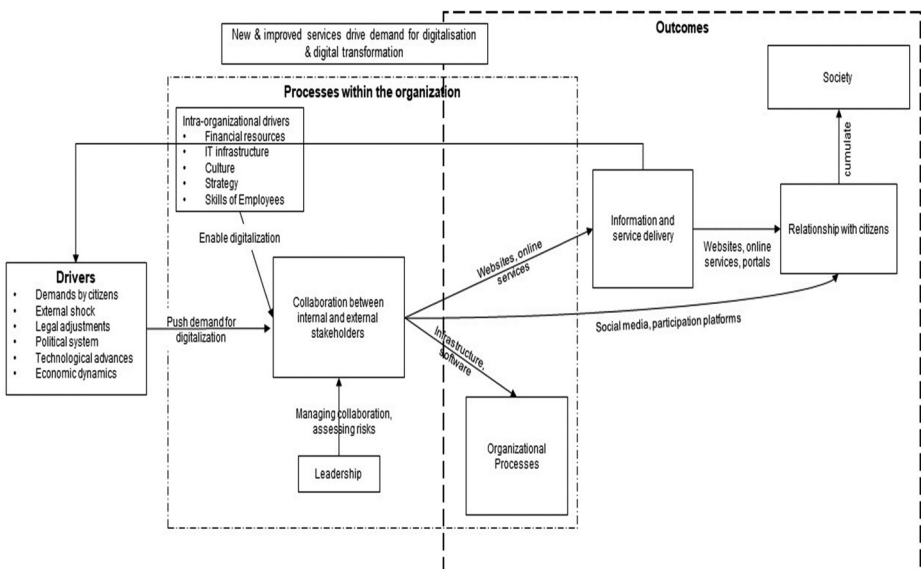 New & improved services drive demand for digitalisation
& digital transformation
Outcomes
Society
Processes within the organization
Intra-organizational drivers
• Financial resources
• IT infrastructure
• Culture
• Strategy
• Skills of Employees
cumulate
Information and
service delivery
Websites, online
services, portals
Relationship with citizens
Enable digitalization
Websites, online
services
Drivers
• Demands by citizens
• External shock
• Legal adjustments
• Political system
• Technological advances
• Economic dynamics
Push demand for
digitalization
Collaboration between
internal and external
stakeholders
Social media, participation platforms
Infrastructure,
software
Managing collaboration,
assessing risks
Leadership
Organizational
Processes